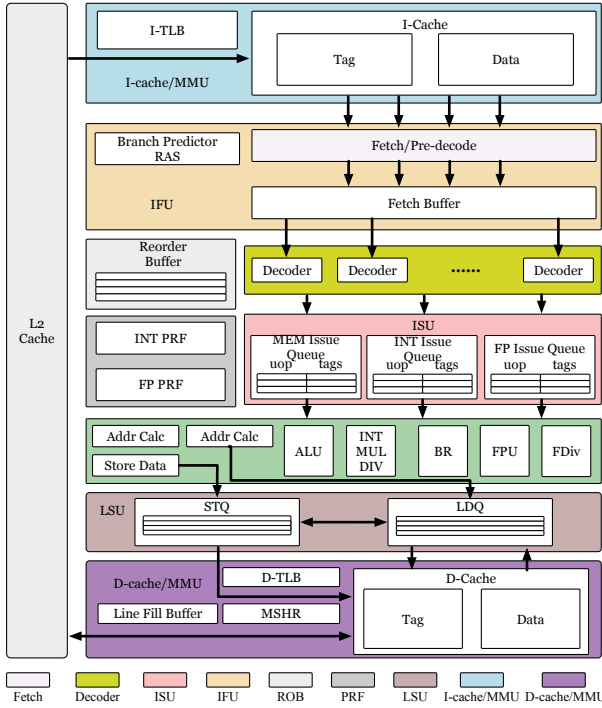 I-TLB
I-Cache
Tag
Data
I-cache/MMU
Branch Predictor
RAS
Fetch/Pre-decode
IFU
Fetch Buffer
Reorder
Buffer
Decoder
Decoder
......
Decoder
L2
Cache
INT PRF
FP PRF
ISU
MEM Issue
Queue
uop tags
INT Issue
Queue
uop tags
FP Issue Queue
uop tags
Addr Calc
Addr Calc
Store Data
ALU
INT
MUL
DIV
BR
FPU
FDiv
LSU
STQ
LDQ
D-cache/MMU
D-TLB
Line Fill Buffer
MSHR
D-Cache
Tag
Data
Fetch
Decoder
ISU
IFU
ROB
PRF
LSU
I-cache/MMU
D-cache/MMU